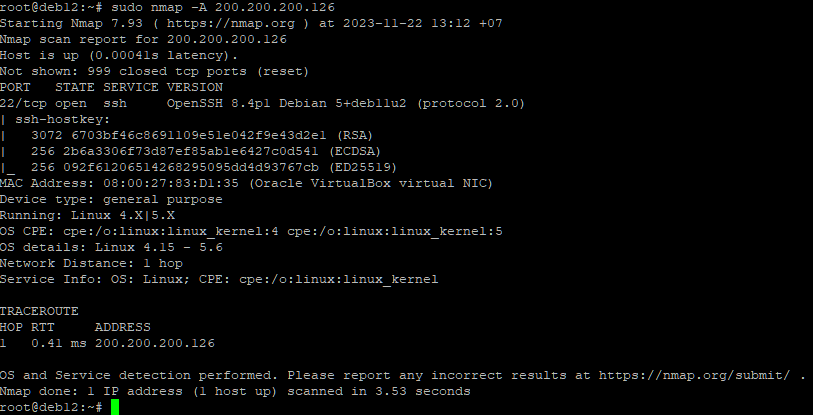 root@deb12:~# sudo nmap -A 200.200.200.126
Starting Nmap 7.93 ( https://nmap.org ) at 2023-11-22 13:12 +07
Nmap scan report for 200.200.200.126
Host is up (0.00041s latency).
Not shown: 999 closed tcp ports (reset)
PORT   STATE SERVICE VERSION
22/tcp open  ssh     OpenSSH 8.4p1 Debian 5+deb11u2 (protocol 2.0)
| ssh-hostkey:
|   3072 6703bf46c8691109e51e042f9e43d2e1 (RSA)
|   256 2b6a3306f73d87ef85ab1e6427c0d541 (ECDSA)
|_  256 092f61206514268295095dd4d93767cb (ED25519)
MAC Address: 08:00:27:83:D1:35 (Oracle VirtualBox virtual NIC)
Device type: general purpose
Running: Linux 4.X|5.X
OS CPE: cpe:/o:linux:linux_kernel:4 cpe:/o:linux:linux_kernel:5
OS details: Linux 4.15 - 5.6
Network Distance: 1 hop
Service Info: OS: Linux; CPE: cpe:/o:linux:linux_kernel

TRACEROUTE
HOP RTT     ADDRESS
1   0.41 ms 200.200.200.126

OS and Service detection performed. Please report any incorrect results at https://nmap.org/submit/ .
Nmap done: 1 IP address (1 host up) scanned in 3.53 seconds
root@deb12:~#